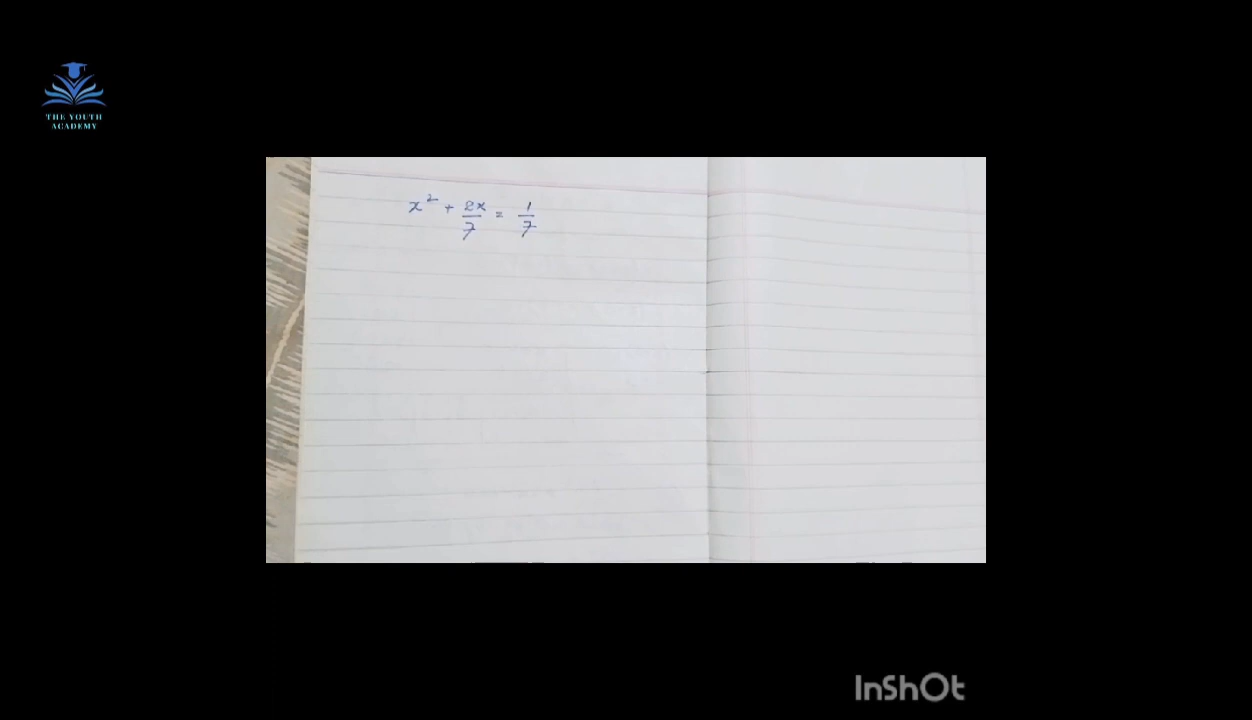 THE YOUTH
ACADEMY
x² + 2x/7 = 1/7
InShOt